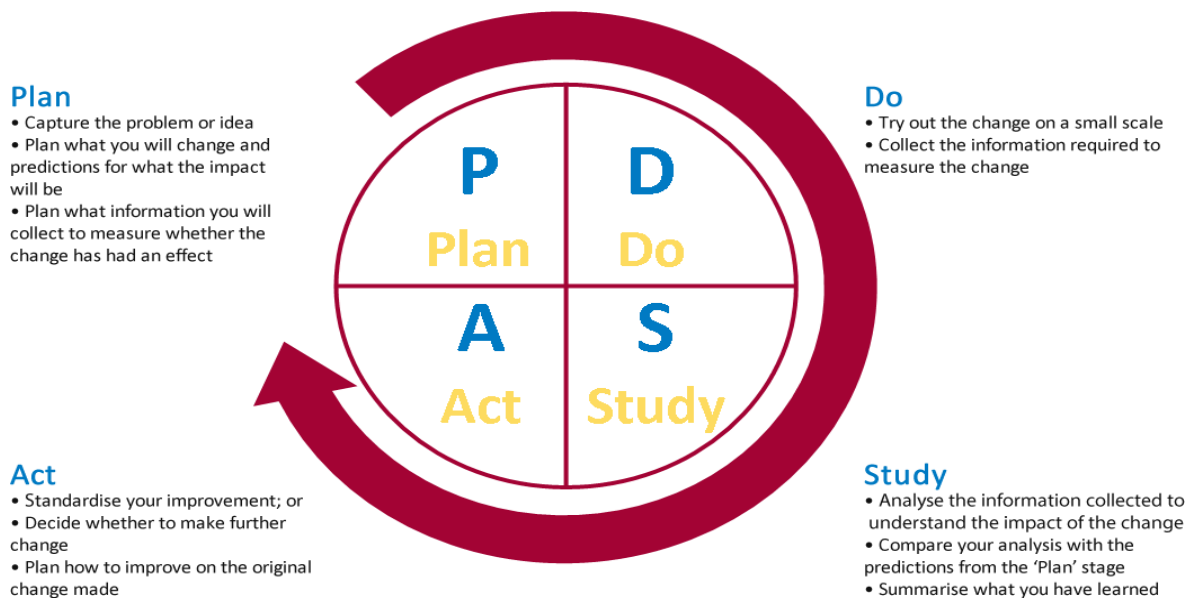 Plan
• Capture the problem or idea
• Plan what you will change and
predictions for what the impact
will be
• Plan what information you will
collect to measure whether the
change has had an effect
P
Plan
D
Do
A
Act
S
Study
Do
• Try out the change on a small scale
• Collect the information required to
measure the change
Act
• Standardise your improvement; or
• Decide whether to make further
change
• Plan how to improve on the original
change made
Study
• Analyse the information collected to
understand the impact of the change
• Compare your analysis with the
predictions from the ‘Plan’ stage
• Summarise what you have learned